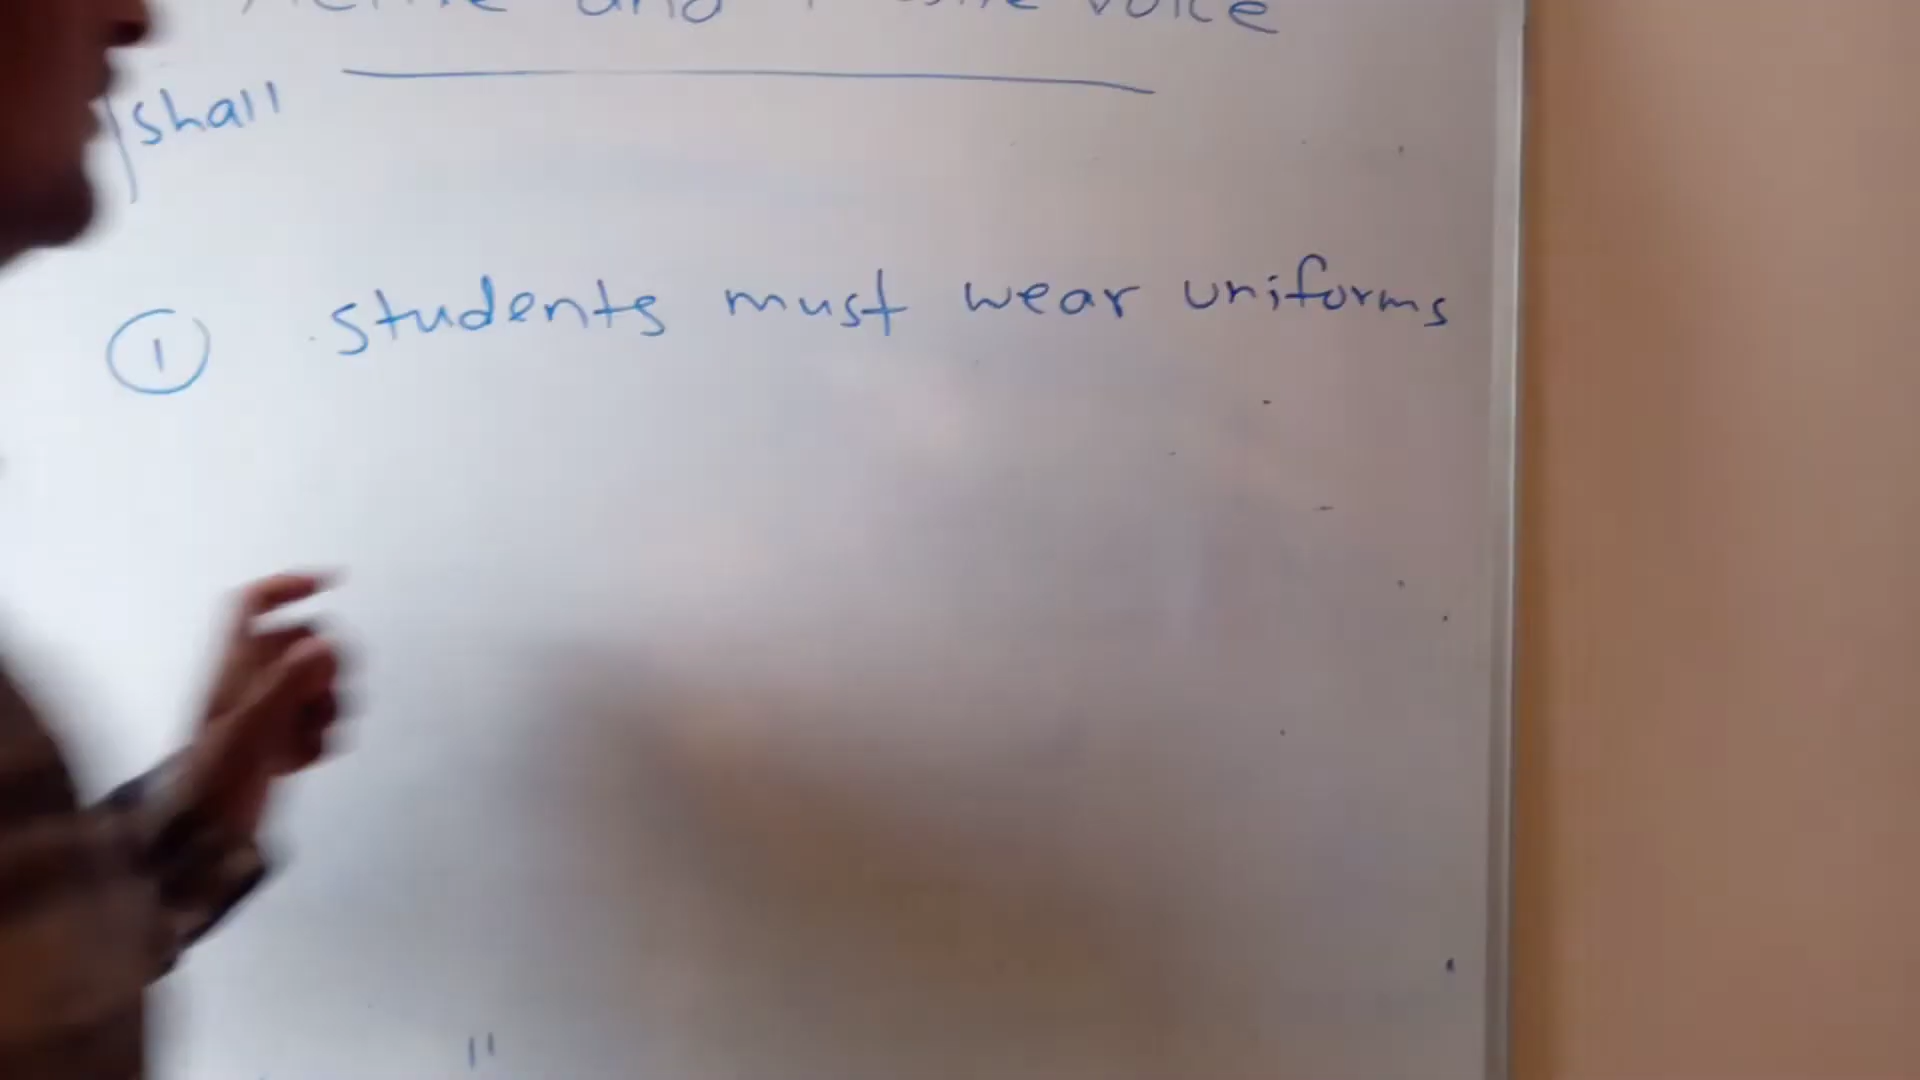 Active and Passive voice
shall
① students must wear uniforms
"